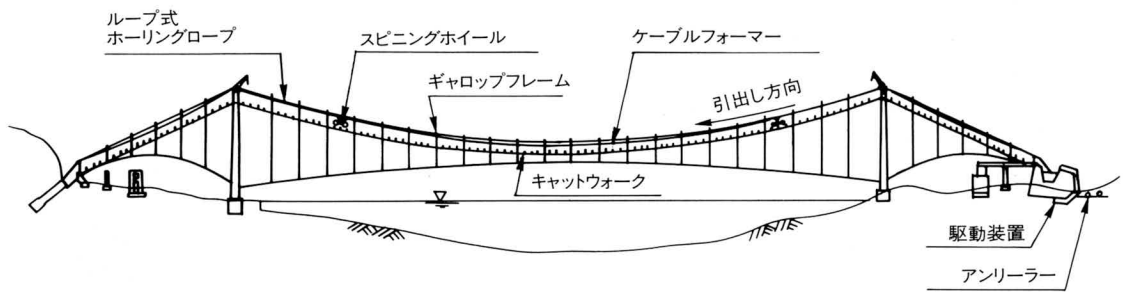 ループ式
ホーリングロープ
スピニングホイール
ケーブルフォーマー
ギャロップフレーム
引出し方向
キャットウォーク
駆動装置
アンリーラー